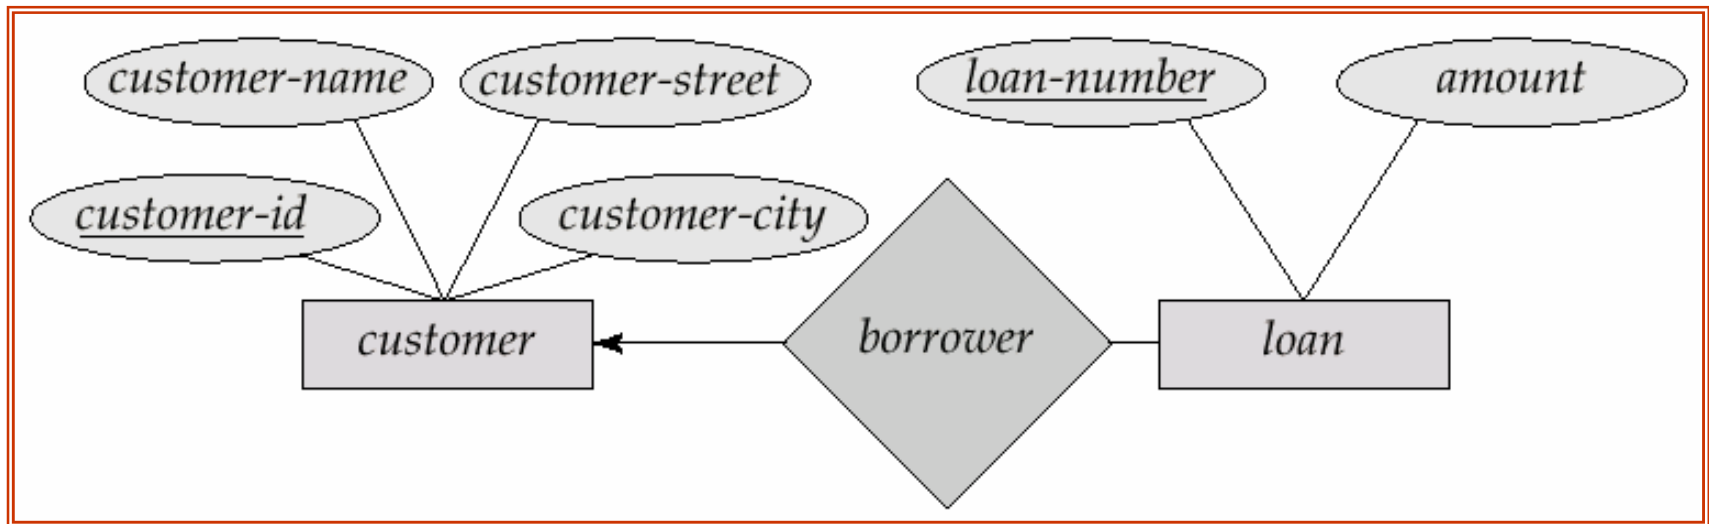 customer-name
customer-street
loan-number
amount
customer-id
customer-city
customer
borrower
loan